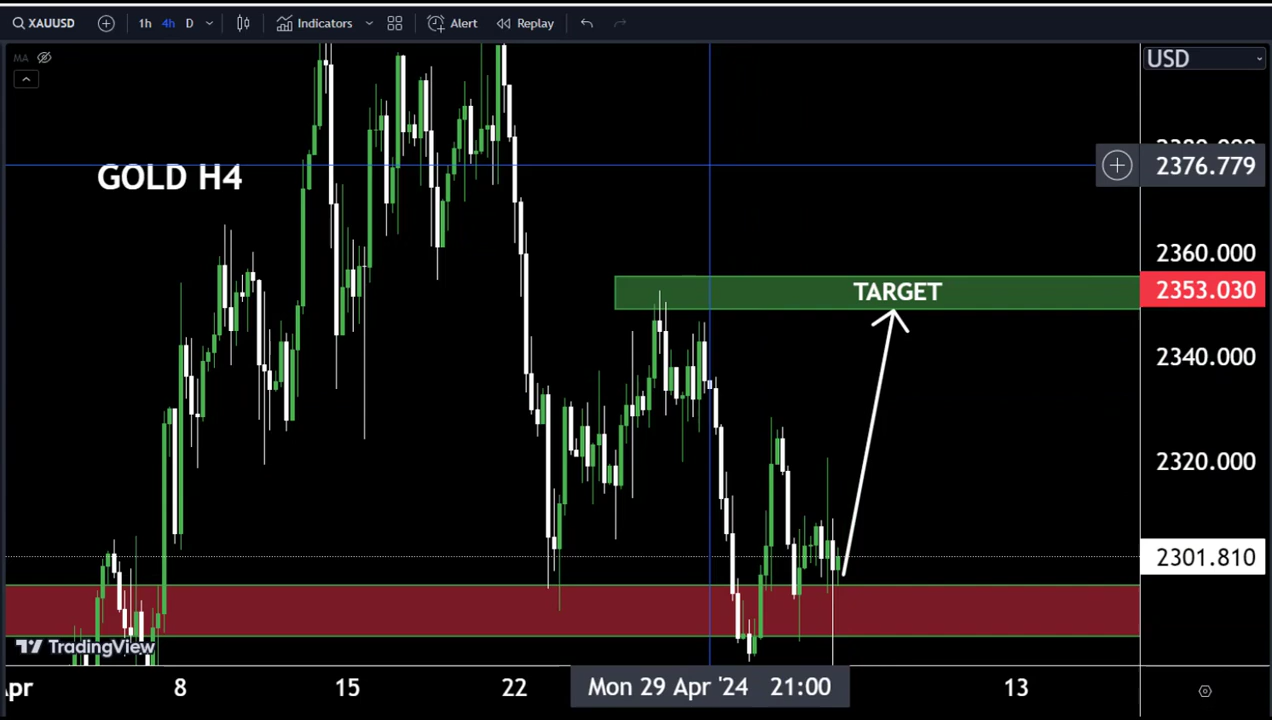 XAUUSD 1h 4h D Indicators Alert Replay
MA
USD
GOLD H4
2376.779
2360.000
TARGET
2353.030
2340.000
2320.000
2301.810
TradingView
8 15 22 Mon 29 Apr '24 21:00 13